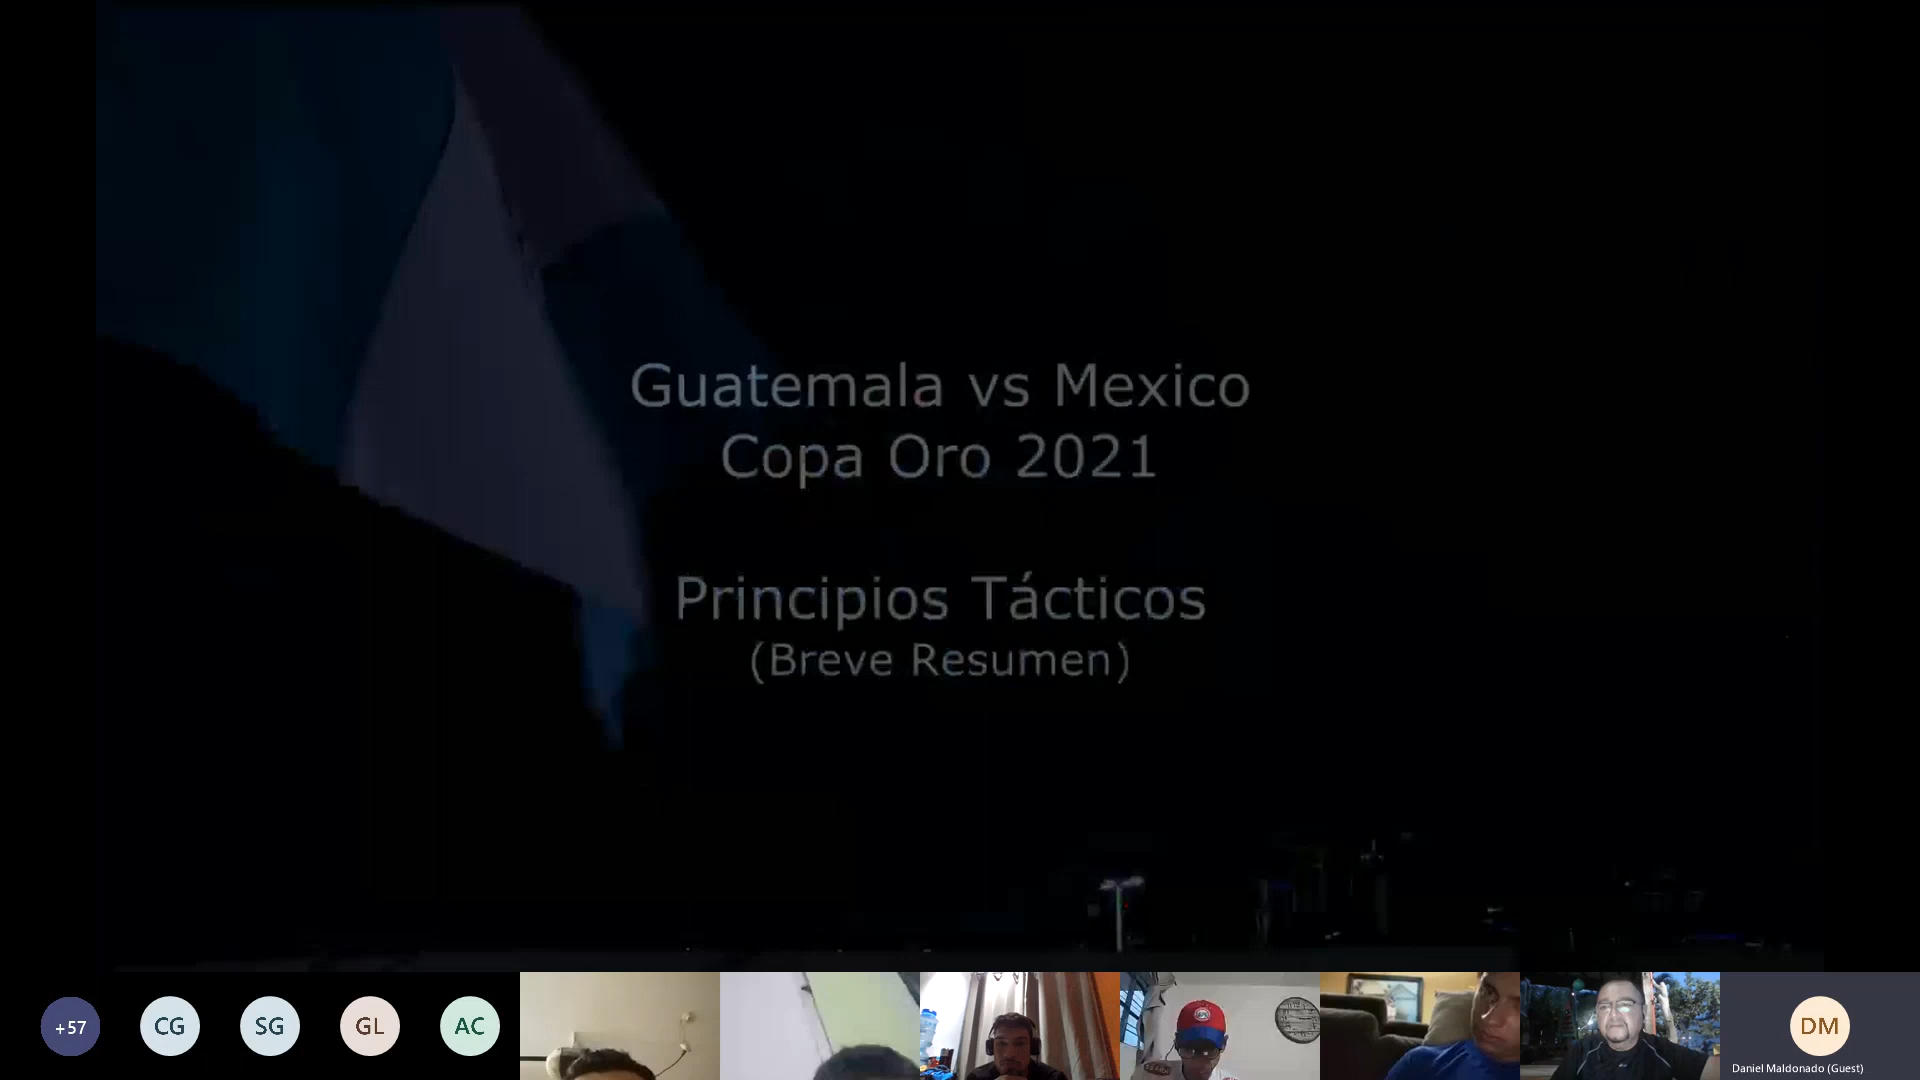 Guatemala vs Mexico
Copa Oro 2021
Principios Tácticos
(Breve Resumen)
+57
CG
SG
GL
AC
DM
Daniel Maldonado (Guest)